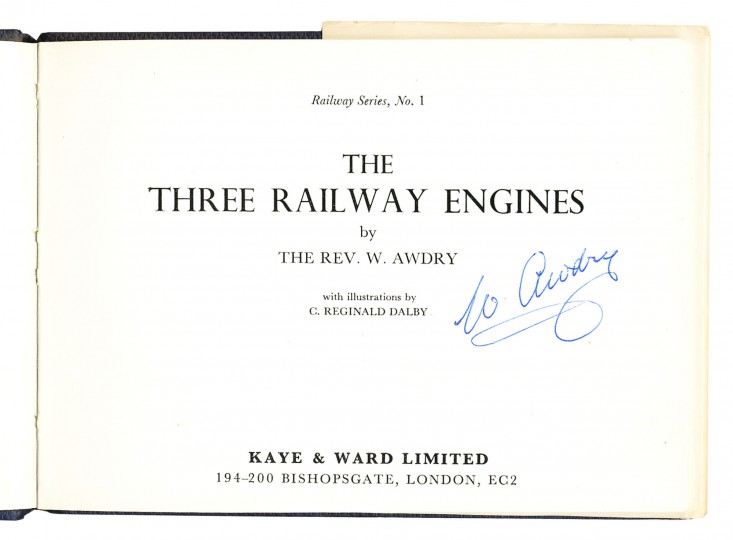 Railway Series, No. 1
THE
THREE RAILWAY ENGINES
by
THE REV. W. AWDRY
W. Awdry
with illustrations by
C. REGINALD DALBY
KAYE & WARD LIMITED
194–200 BISHOPSGATE, LONDON, EC2